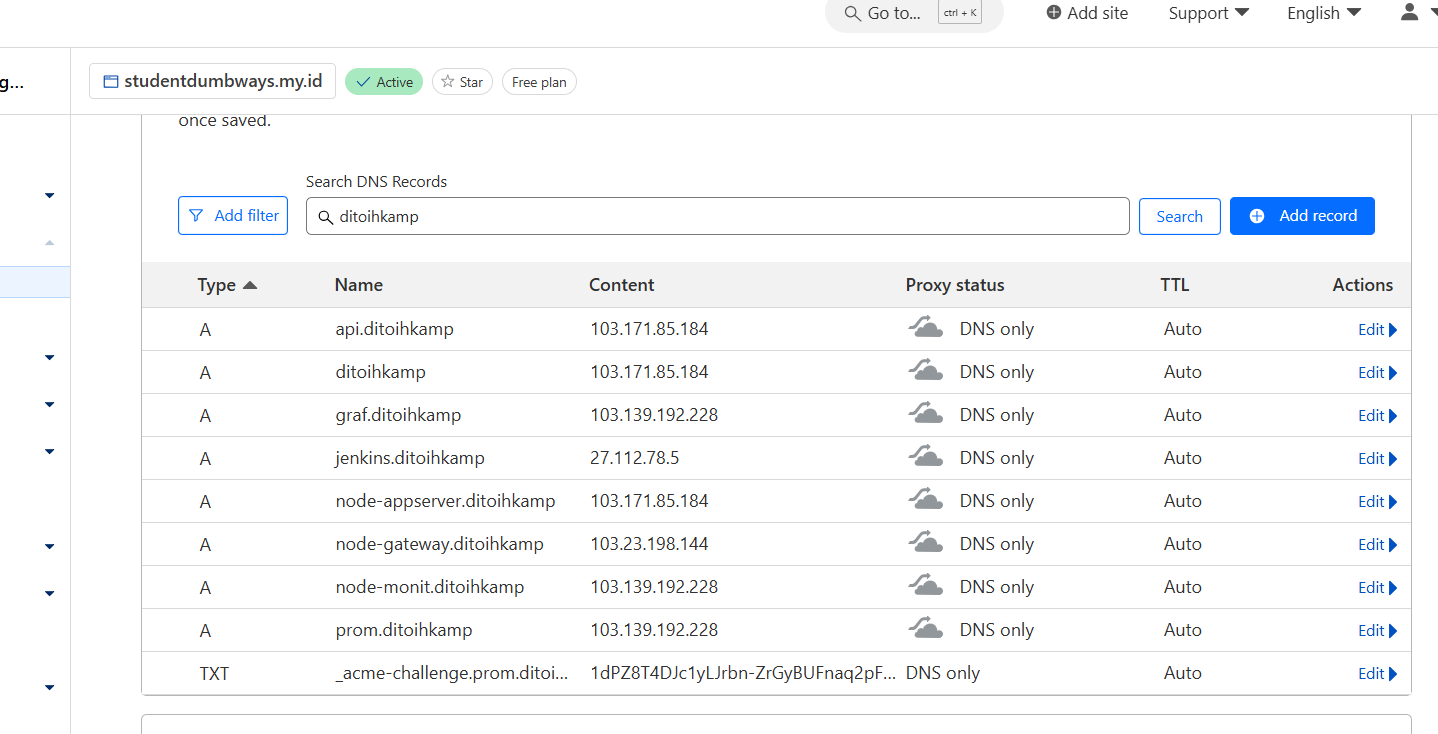 Go to... ctrl + K Add site Support English
g...
studentdumbways.my.id Active Star Free plan
once saved.
Search DNS Records
Add filter ditoihkamp Search Add record
Type Name Content Proxy status TTL Actions
A api.ditoihkamp 103.171.85.184 DNS only Auto Edit
A ditoihkamp 103.171.85.184 DNS only Auto Edit
A graf.ditoihkamp 103.139.192.228 DNS only Auto Edit
A jenkins.ditoihkamp 27.112.78.5 DNS only Auto Edit
A node-appserver.ditoihkamp 103.171.85.184 DNS only Auto Edit
A node-gateway.ditoihkamp 103.23.198.144 DNS only Auto Edit
A node-monit.ditoihkamp 103.139.192.228 DNS only Auto Edit
A prom.ditoihkamp 103.139.192.228 DNS only Auto Edit
TXT _acme-challenge.prom.ditoi... 1dPZ8T4DJc1yLJrbn-ZrGyBUFnaq2pF... DNS only Auto Edit